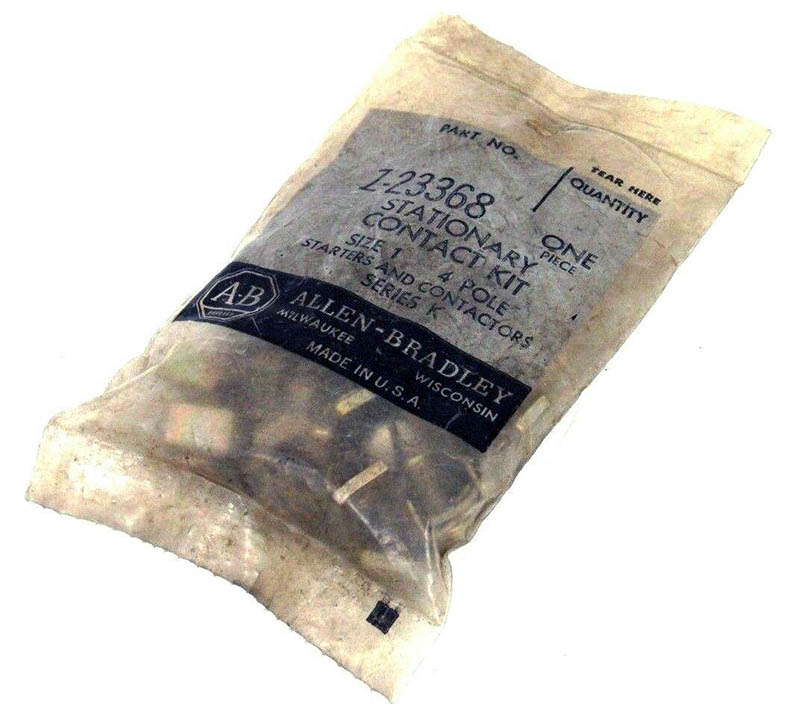 PART NO.
TEAR HERE
QUANTITY
Z-23368
ONE
PIECE
STATIONARY
CONTACT KIT
SIZE 1 4 POLE
STARTERS AND CONTACTORS
SERIES K
A-B
ALLEN-BRADLEY
MILWAUKEE WISCONSIN
MADE IN U.S.A.